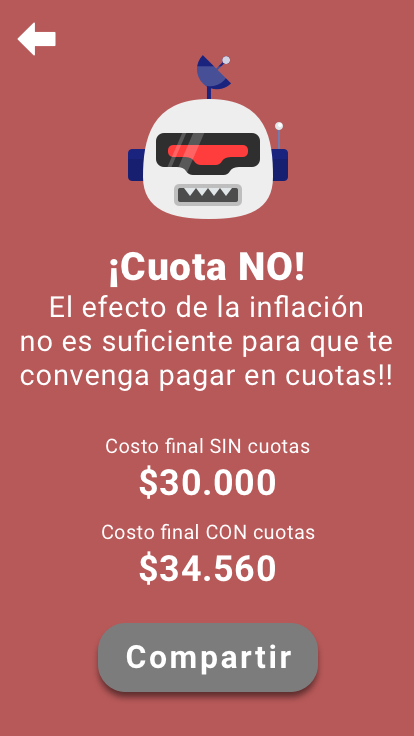 ¡Cuota NO!
El efecto de la inflación
no es suficiente para que te
convenga pagar en cuotas!!
Costo final SIN cuotas
$30.000
Costo final CON cuotas
$34.560
Compartir